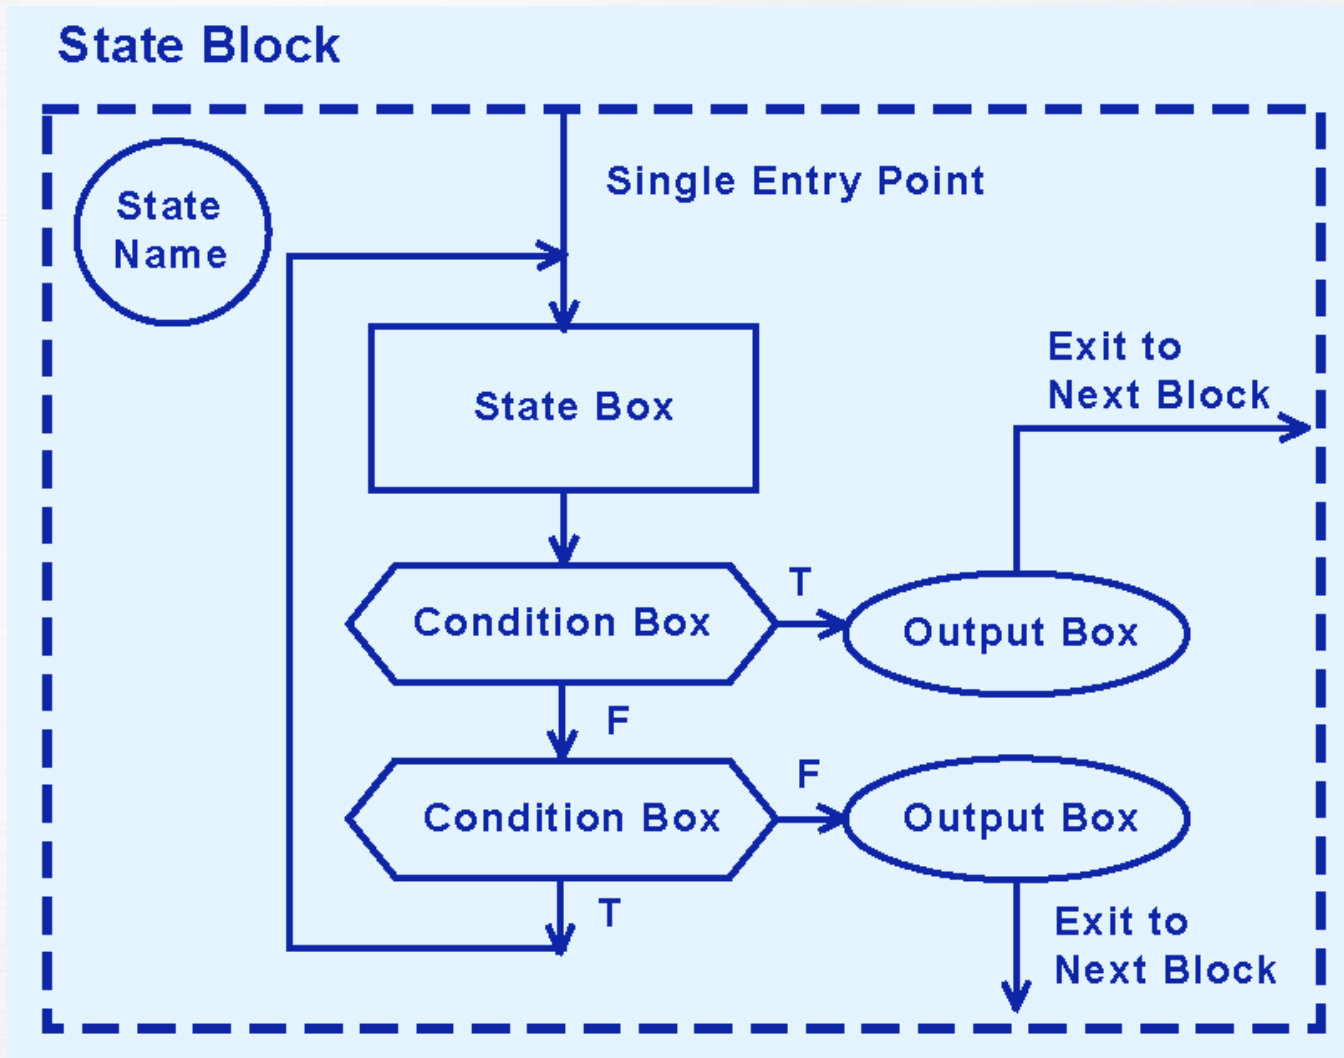 State Block
State
Name
Single Entry Point
State Box
Exit to
Next Block
Condition Box
T
Output Box
F
Condition Box
F
Output Box
T
Exit to
Next Block